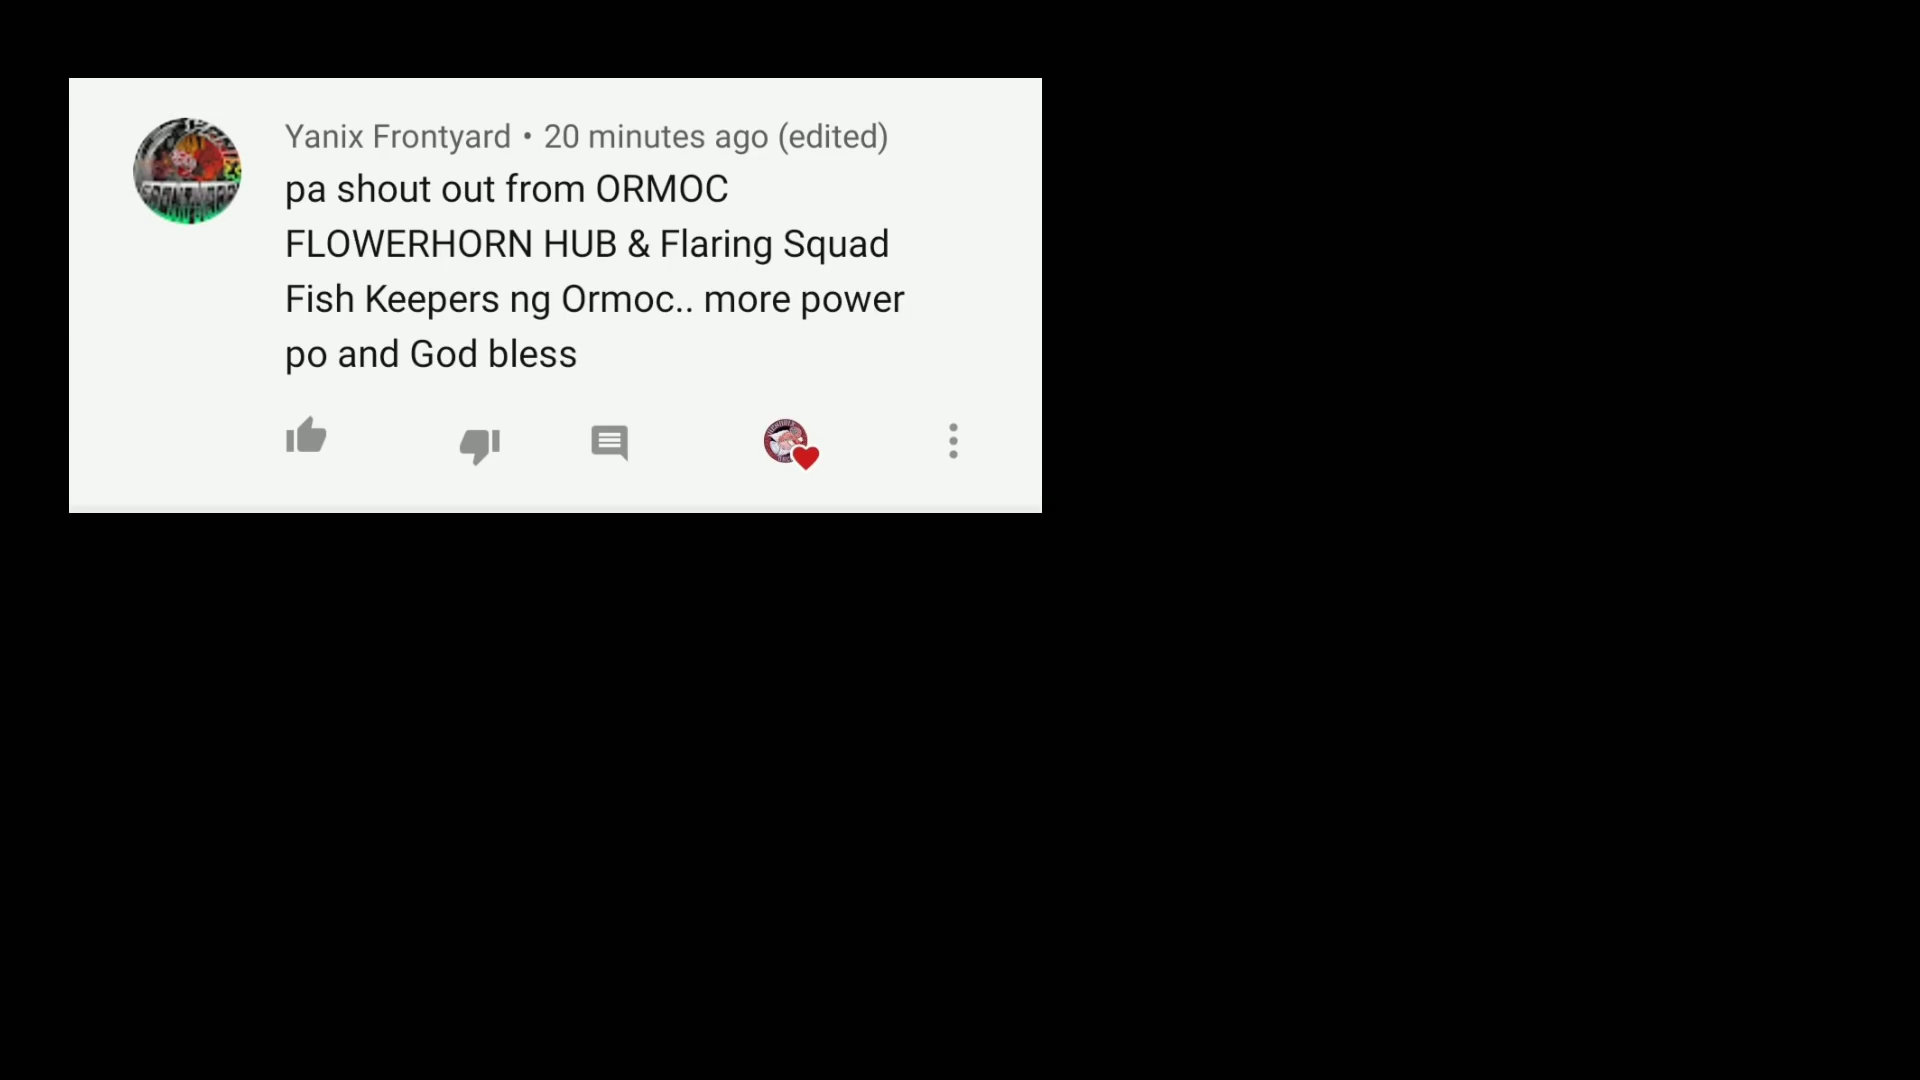 Yanix Frontyard • 20 minutes ago (edited)
pa shout out from ORMOC
FLOWERHORN HUB & Flaring Squad
Fish Keepers ng Ormoc.. more power
po and God bless